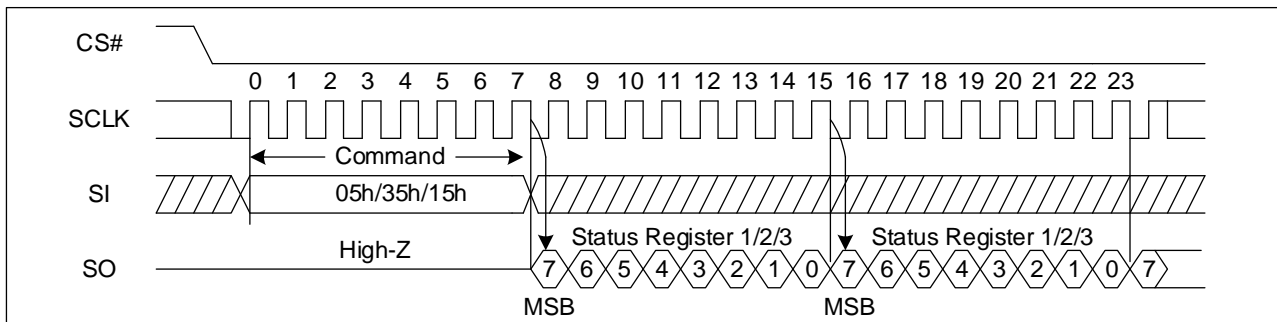 CS#
0 1 2 3 4 5 6 7 8 9 10 11 12 13 14 15 16 17 18 19 20 21 22 23
SCLK
Command
SI
05h/35h/15h
High-Z
Status Register 1/2/3 Status Register 1/2/3
SO
7 6 5 4 3 2 1 0 7 6 5 4 3 2 1 0 7
MSB MSB